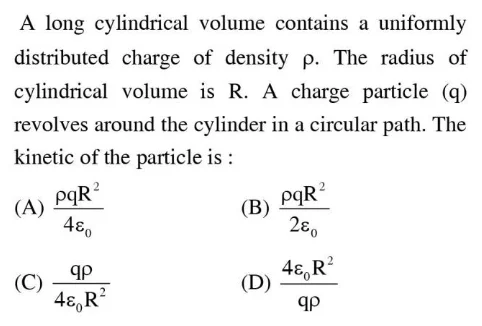 A long cylindrical volume contains a uniformly
distributed charge of density ρ. The radius of
cylindrical volume is R. A charge particle (q)
revolves around the cylinder in a circular path. The
kinetic of the particle is :
(A) ρqR²/4ε₀ (B) ρqR²/2ε₀
(C) qρ/4ε₀R² (D) 4ε₀R²/qρ